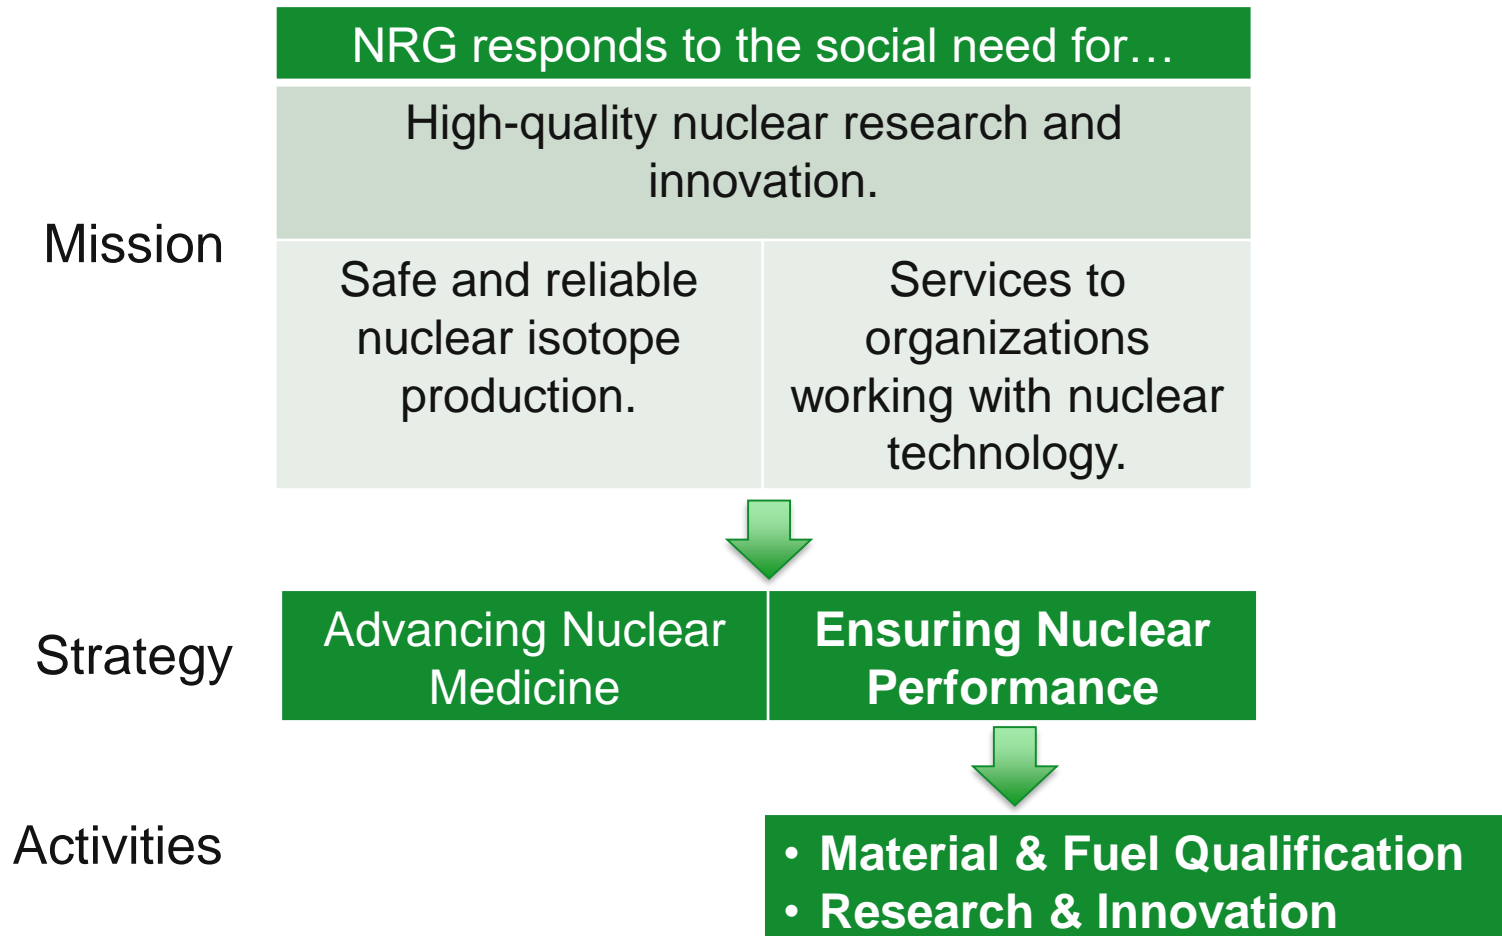 NRG responds to the social need for…
High-quality nuclear research and
innovation.
Mission
Safe and reliable
nuclear isotope
production.
Services to
organizations
working with nuclear
technology.
Strategy
Advancing Nuclear
Medicine
Ensuring Nuclear
Performance
Activities
• Material & Fuel Qualification
• Research & Innovation